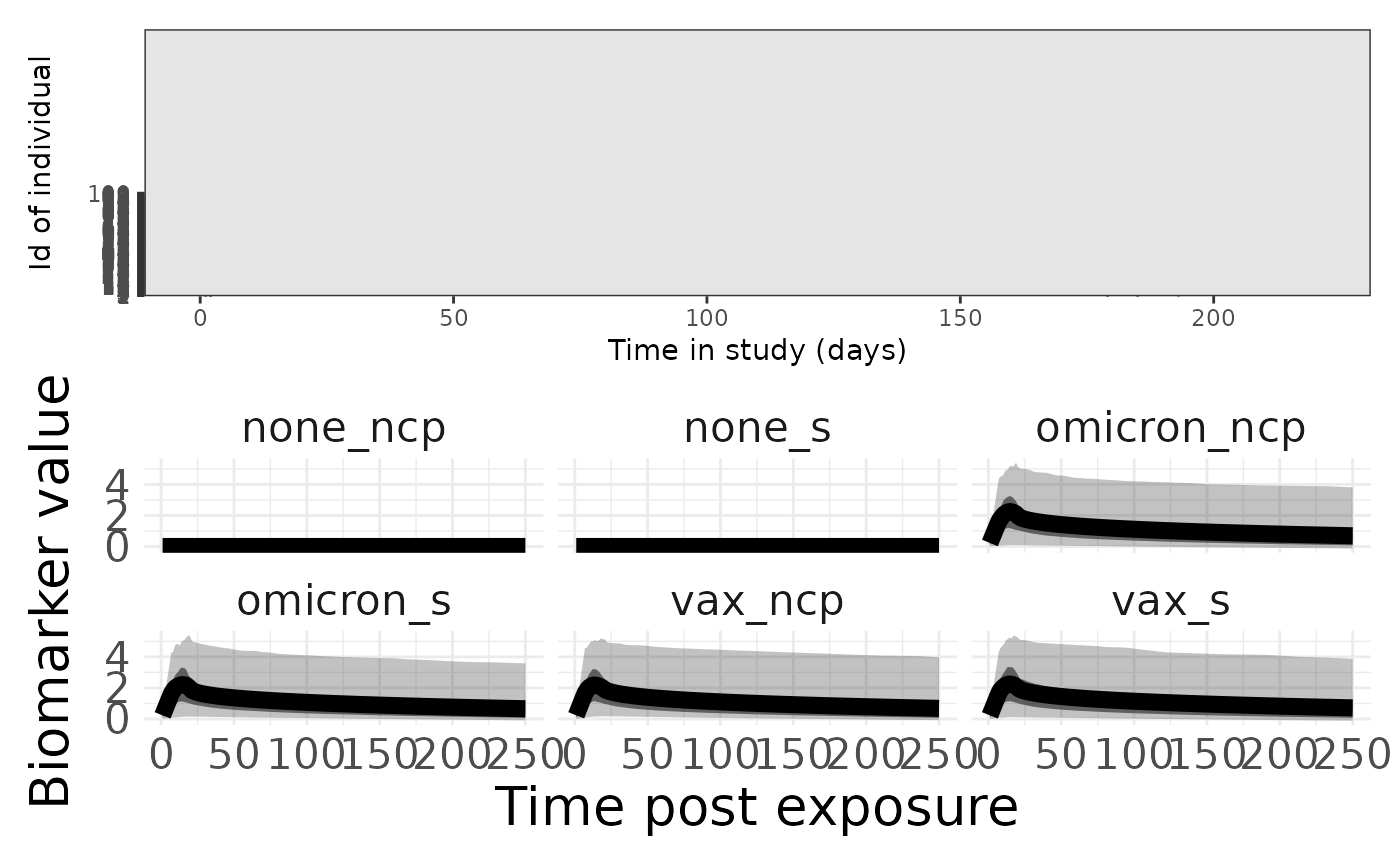 Id of individual
1
0 50 100 150 200
Time in study (days)
Biomarker value
none_ncp none_s omicron_ncp
4
2
0
omicron_s vax_ncp vax_s
4
2
0
0 50 100 150 200 250 0 50 100 150 200 250 0 50 100 150 200 250
Time post exposure